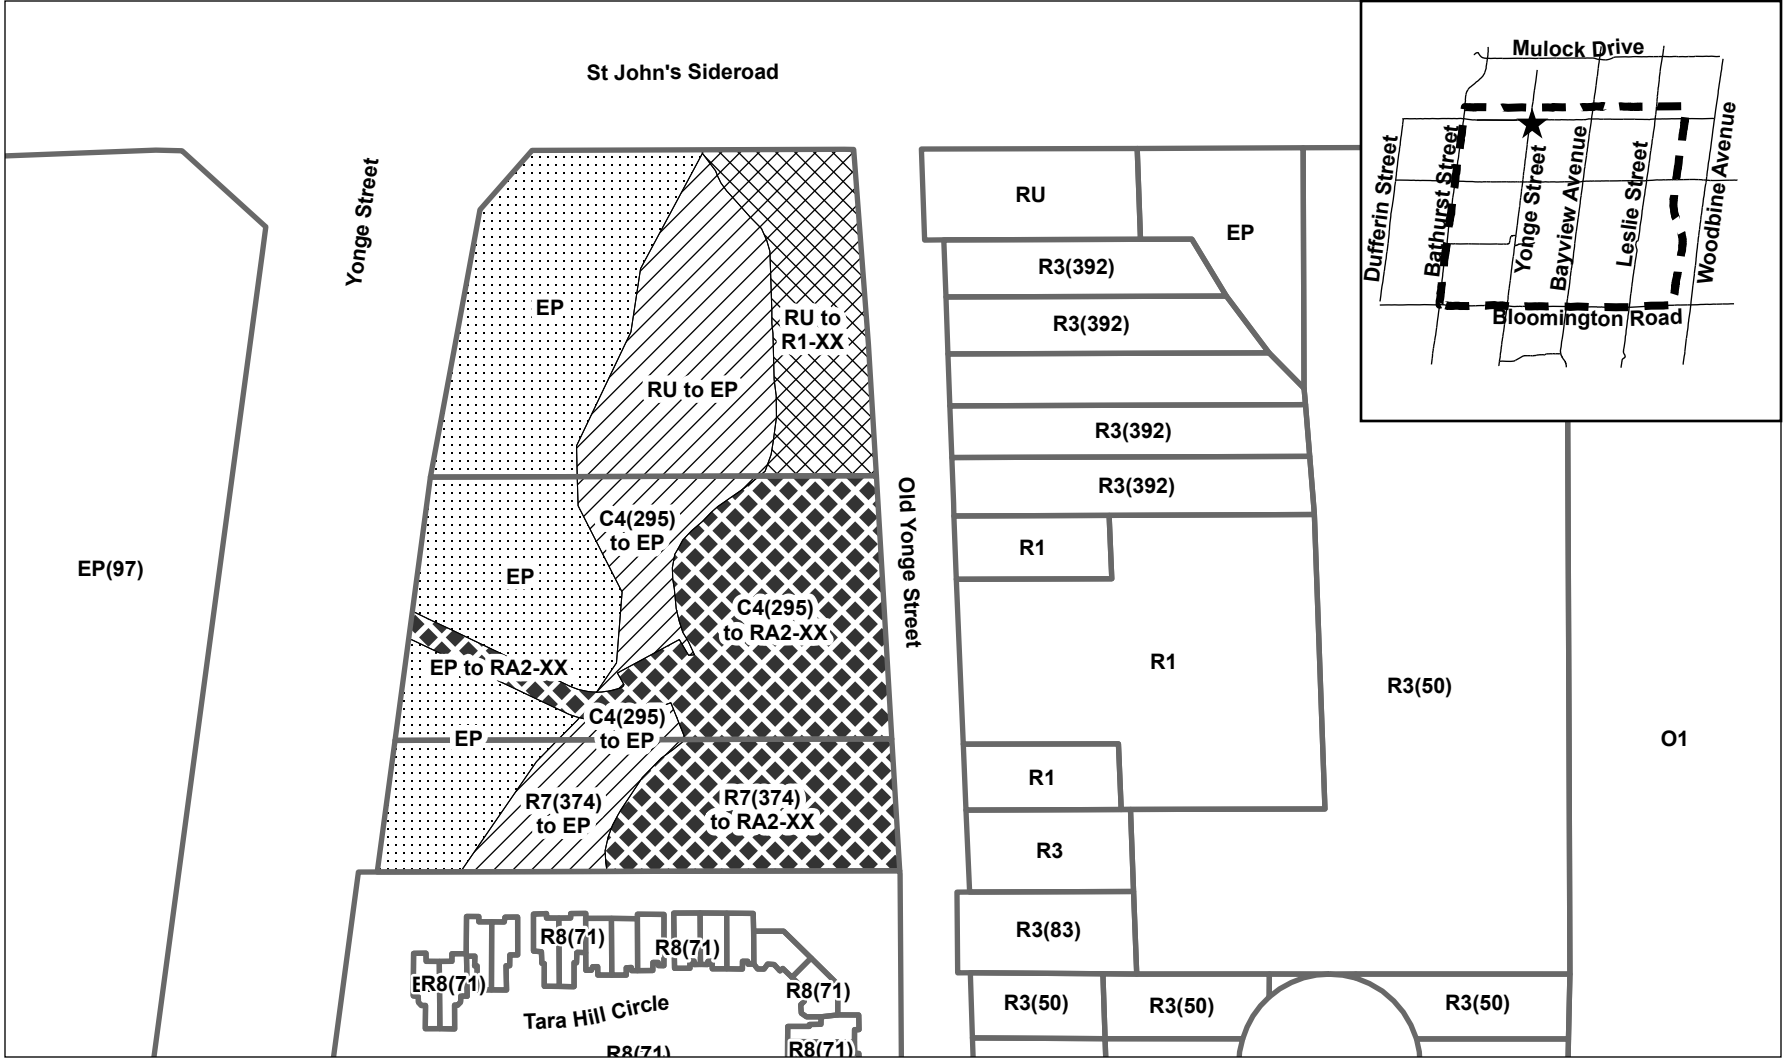 St John's Sideroad
Mulock Drive
Dufferin Street
Bathurst Street
Yonge Street
Bayview Avenue
Leslie Street
Woodbine Avenue
Bloomington Road
Yonge Street
RU
EP
R3(392)
EP
RU to
R1-XX
R3(392)
RU to EP
R3(392)
R3(392)
Old Yonge Street
C4(295)
to EP
R1
EP(97)
EP
C4(295)
to RA2-XX
R1
EP to RA2-XX
R3(50)
C4(295)
to EP
EP
O1
R1
R7(374)
to EP
R7(374)
to RA2-XX
R3
R8(71)
R8(71)
R3(83)
R8(71)
R8(71)
Tara Hill Circle
R3(50)
R3(50)
R3(50)
R8(71)
R8(71)